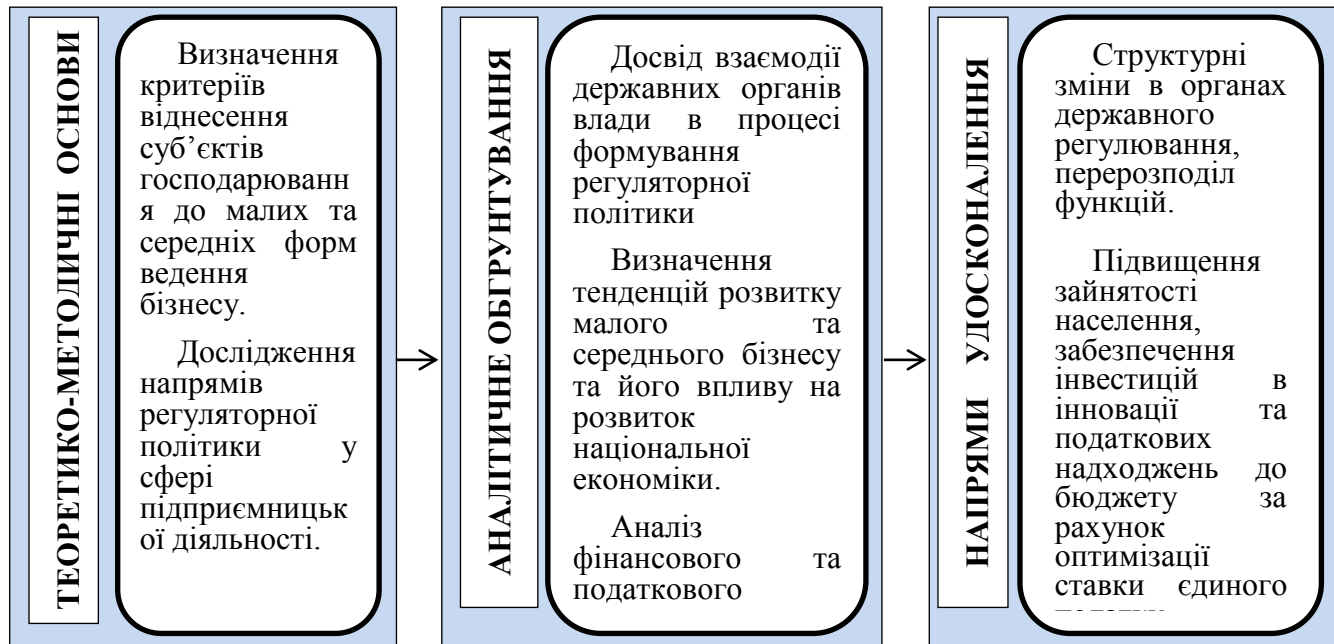 ТЕОРЕТИКО-МЕТОДИЧНІ ОСНОВИ
Визначення
критеріїв
віднесення
суб’єктів
господарюванн
я до малих та
середніх форм
ведення
бізнесу.
Дослідження
напрямів
регуляторної
політики у
сфері
підприємницьк
ої діяльності.
АНАЛІТИЧНЕ ОБГРУНТУВАННЯ
Досвід взаємодії
державних органів
влади в процесі
формування
регуляторної
політики
Визначення
тенденцій розвитку
малого та
середнього бізнесу
та його впливу на
розвиток
національної
економіки.
Аналіз
фінансового та
податкового
НАПРЯМИ УДОСКОНАЛЕННЯ
Структурні
зміни в органах
державного
регулювання,
перерозподіл
функцій.
Підвищення
зайнятості
населення,
забезпечення
інвестицій в
інновації та
податкових
надходжень до
бюджету за
рахунок
оптимізації
ставки єдиного